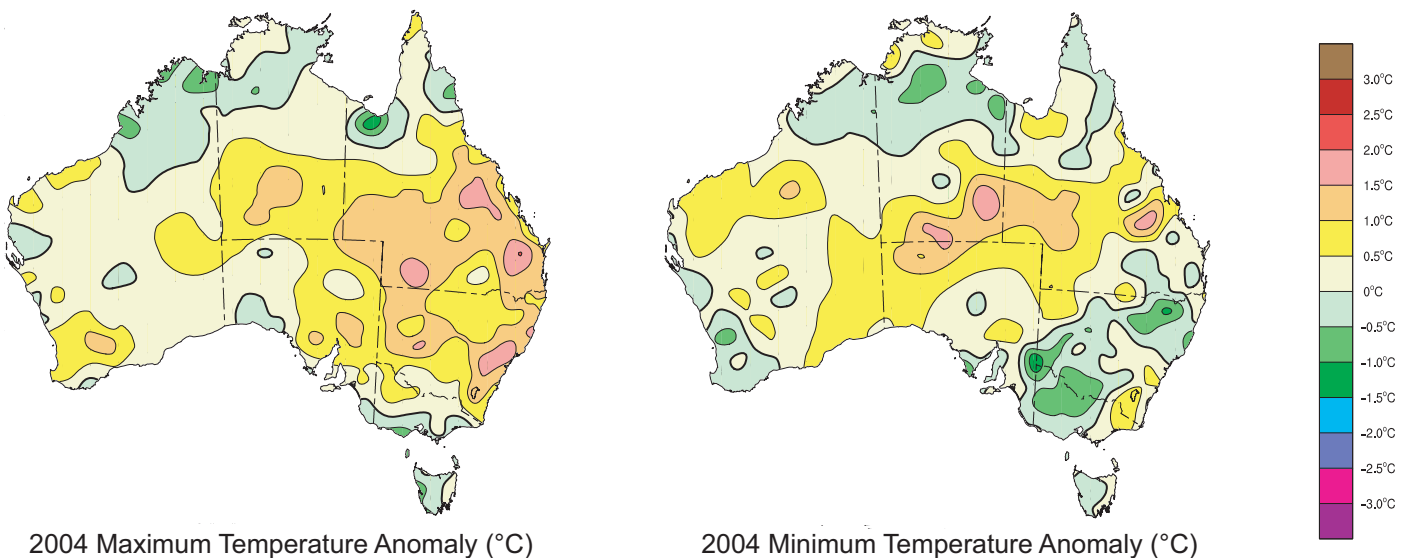 3.0°C
2.5°C
2.0°C
1.5°C
1.0°C
0.5°C
0°C
-0.5°C
-1.0°C
-1.5°C
-2.0°C
-2.5°C
-3.0°C
2004 Maximum Temperature Anomaly (°C)
2004 Minimum Temperature Anomaly (°C)